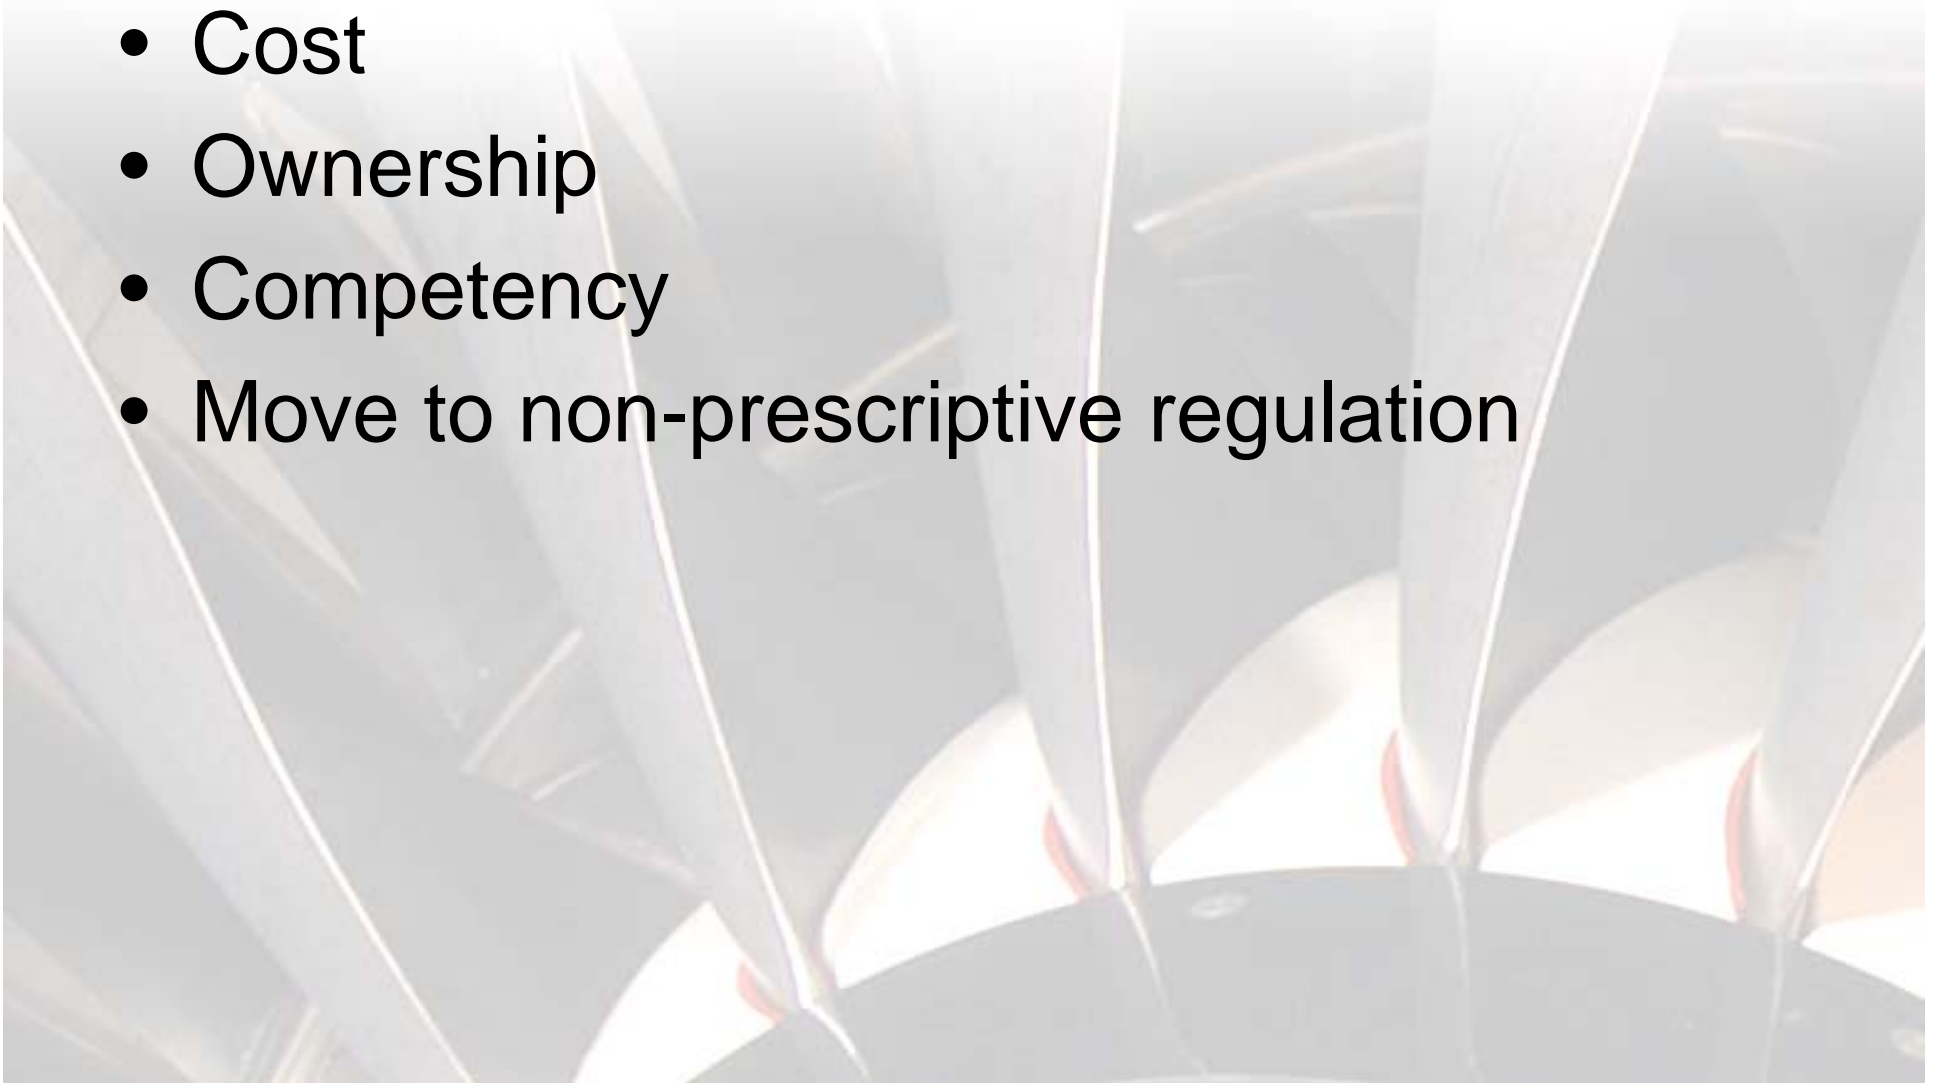 • Cost
• Ownership
• Competency
• Move to non-prescriptive regulation